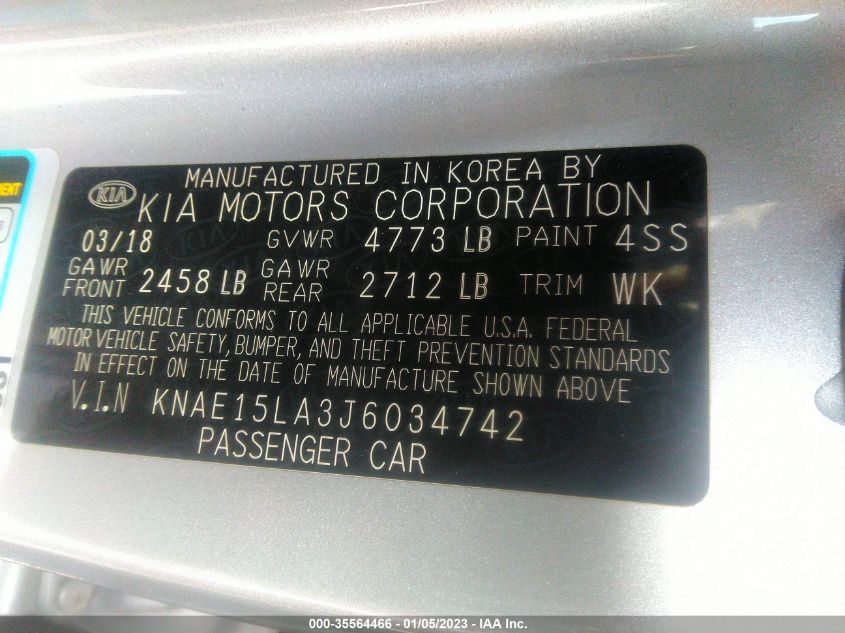 MANUFACTURED IN KOREA BY
KIA KIA MOTORS CORPORATION
03/18 GVWR 4773 LB PAINT 4SS
GAWR FRONT 2458 LB GAWR REAR 2712 LB TRIM WK
THIS VEHICLE CONFORMS TO ALL APPLICABLE U.S.A. FEDERAL
MOTOR VEHICLE SAFETY, BUMPER, AND THEFT PREVENTION STANDARDS
IN EFFECT ON THE DATE OF MANUFACTURE SHOWN ABOVE
V.I.N KNAE15LA3J6034742
PASSENGER CAR
000-35564466 - 01/05/2023 - IAA Inc.